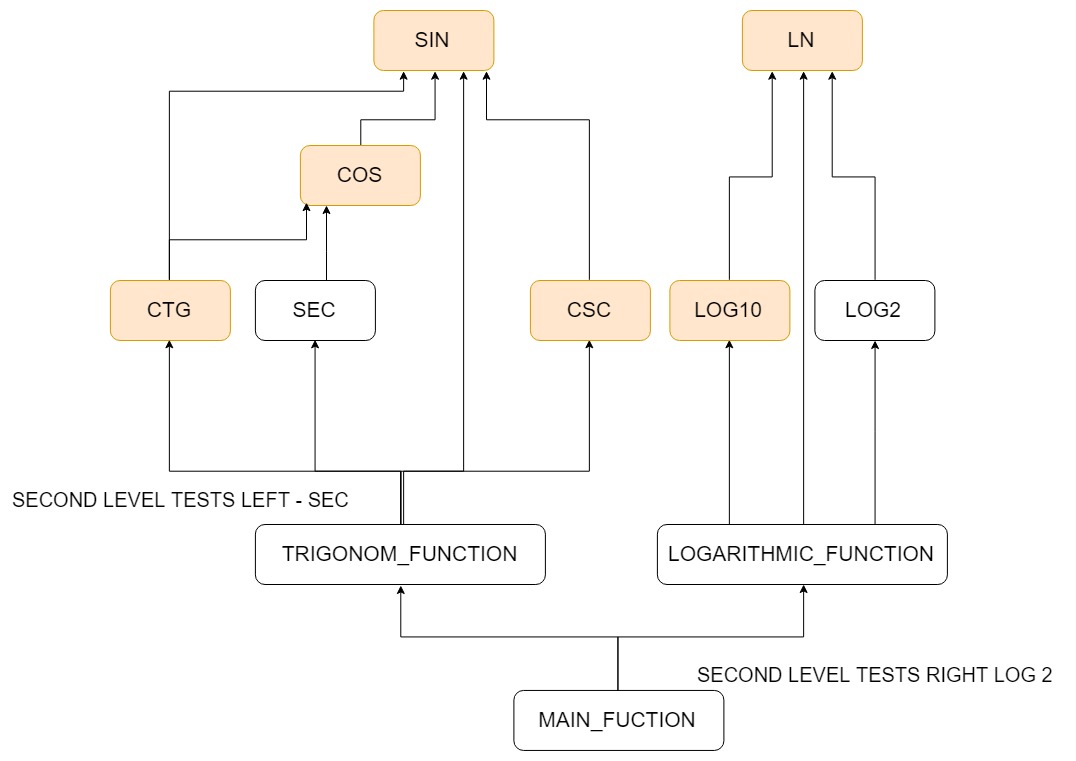 SIN
LN
COS
CTG
SEC
CSC
LOG10
LOG2
SECOND LEVEL TESTS LEFT - SEC
TRIGONOM_FUNCTION
LOGARITHMIC_FUNCTION
SECOND LEVEL TESTS RIGHT LOG 2
MAIN_FUCTION